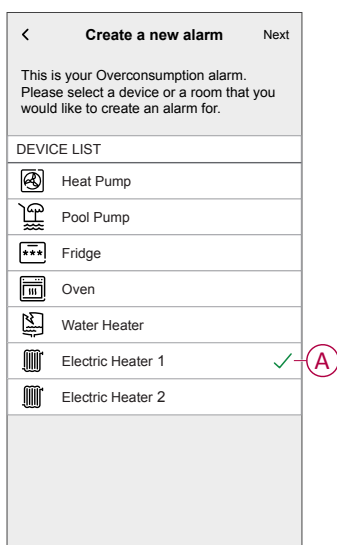 Create a new alarm Next
This is your Overconsumption alarm.
Please select a device or a room that you
would like to create an alarm for.
DEVICE LIST
Heat Pump
Pool Pump
Fridge
Oven
Water Heater
Electric Heater 1
A
Electric Heater 2